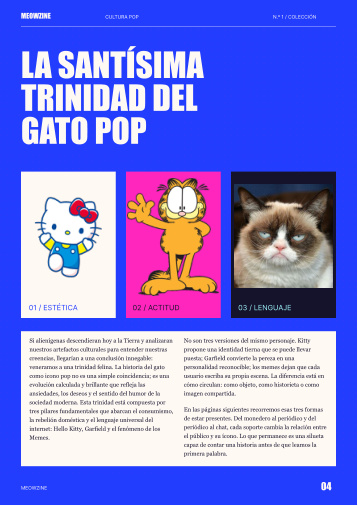 MEOWZINE
CULTURA POP
N.º 1 / COLECCIÓN
LA SANTÍSIMA
TRINIDAD DEL
GATO POP
01 / ESTÉTICA
02 / ACTITUD
03 / LENGUAJE
Si alienígenas descendieran hoy a la Tierra y analizaran
nuestros artefactos culturales para entender nuestras
creencias, llegarían a una conclusión innegable:
veneramos a una trinidad felina. La historia del gato
como icono pop no es una simple coincidencia; es una
evolución calculada y brillante que refleja las
ansiedades, los deseos y el sentido del humor de la
sociedad moderna. Esta trinidad está compuesta por
tres pilares fundamentales que abarcan el consumismo,
la rebelión doméstica y el lenguaje universal del
internet: Hello Kitty, Garfield y el fenómeno de los
Memes.
No son tres versiones del mismo personaje. Kitty
propone una identidad tierna que se puede llevar
puesta; Garfield convierte la pereza en una
personalidad reconocible; los memes dejan que cada
usuario escriba su propia escena. La diferencia está en
cómo circulan: como objeto, como historieta o como
imagen compartida.
En las páginas siguientes recorremos esas tres formas
de estar presentes. Del monedero al periódico y del
periódico al chat, cada soporte cambia la relación entre
el público y su icono. Lo que permanece es una silueta
capaz de contar una historia antes de que leamos la
primera palabra.
MEOWZINE
04